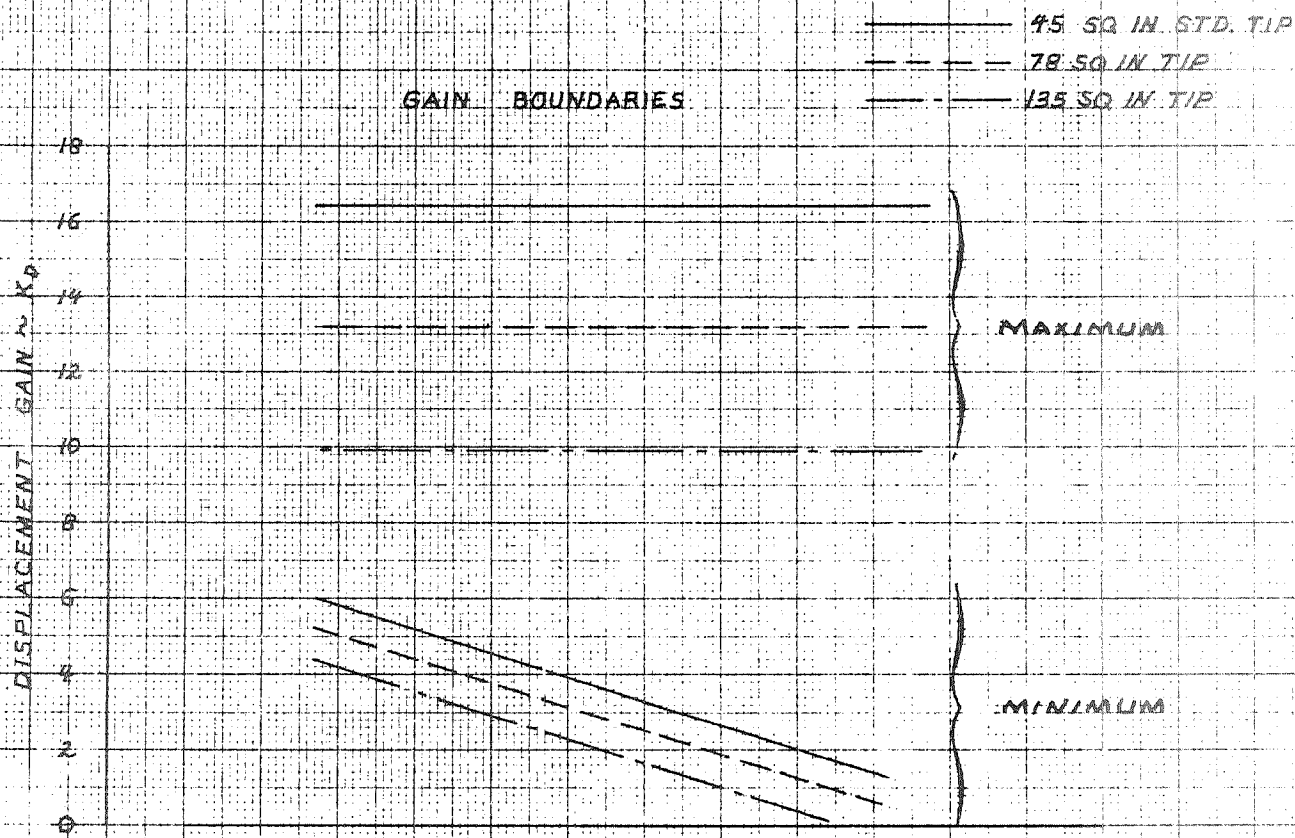 45 SQ IN STD. TIP
78 SQ IN TIP
135 SQ IN TIP
GAIN BOUNDARIES
18
16
14
12
10
8
6
4
2
0
DISPLACEMENT GAIN ~ KD
MAXIMUM
MINIMUM